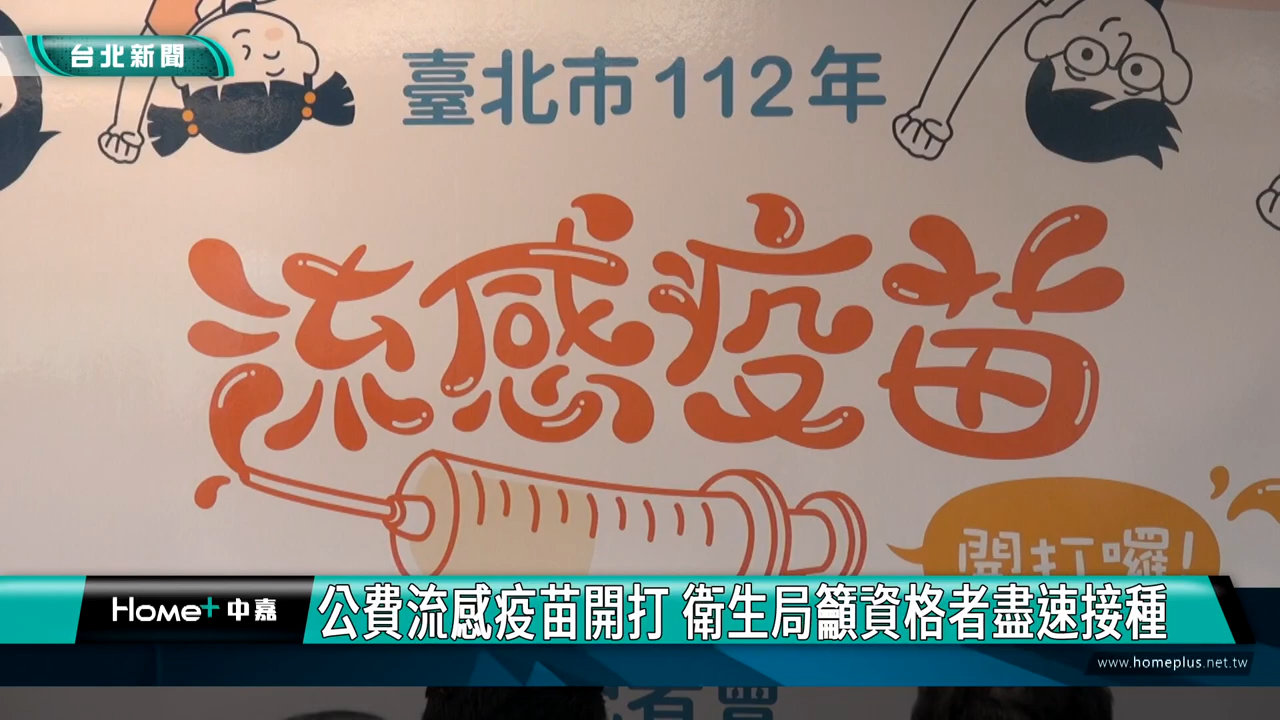 台北新聞
臺北市112年
流感疫苗
開打囉!
Home+中嘉
公費流感疫苗開打 衛生局籲資格者盡速接種
www.homeplus.net.tw